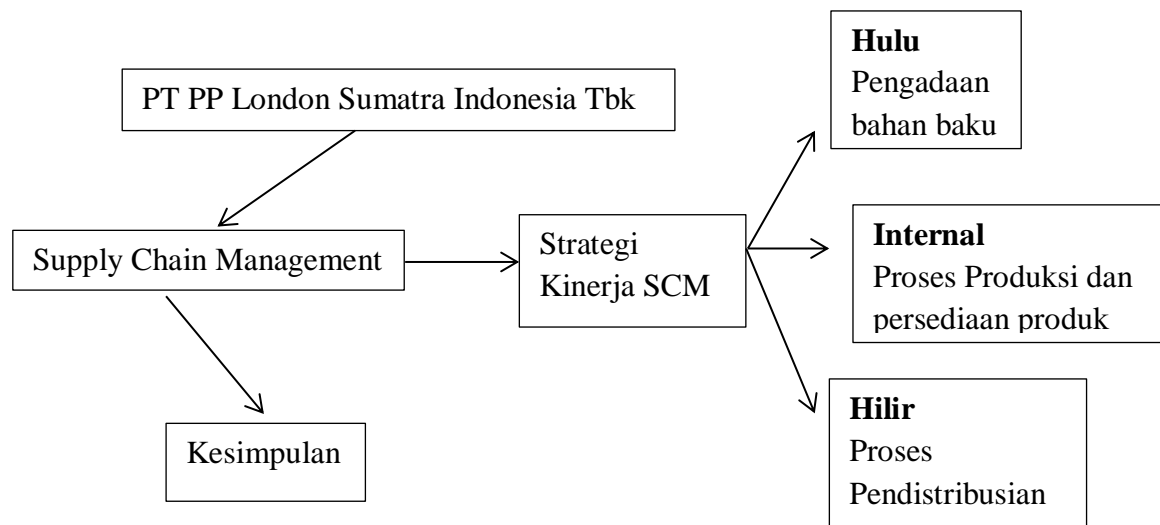 PT PP London Sumatra Indonesia Tbk
Supply Chain Management
Kesimpulan
Strategi
Kinerja SCM
Hulu
Pengadaan
bahan baku
Internal
Proses Produksi dan
persediaan produk
Hilir
Proses
Pendistribusian